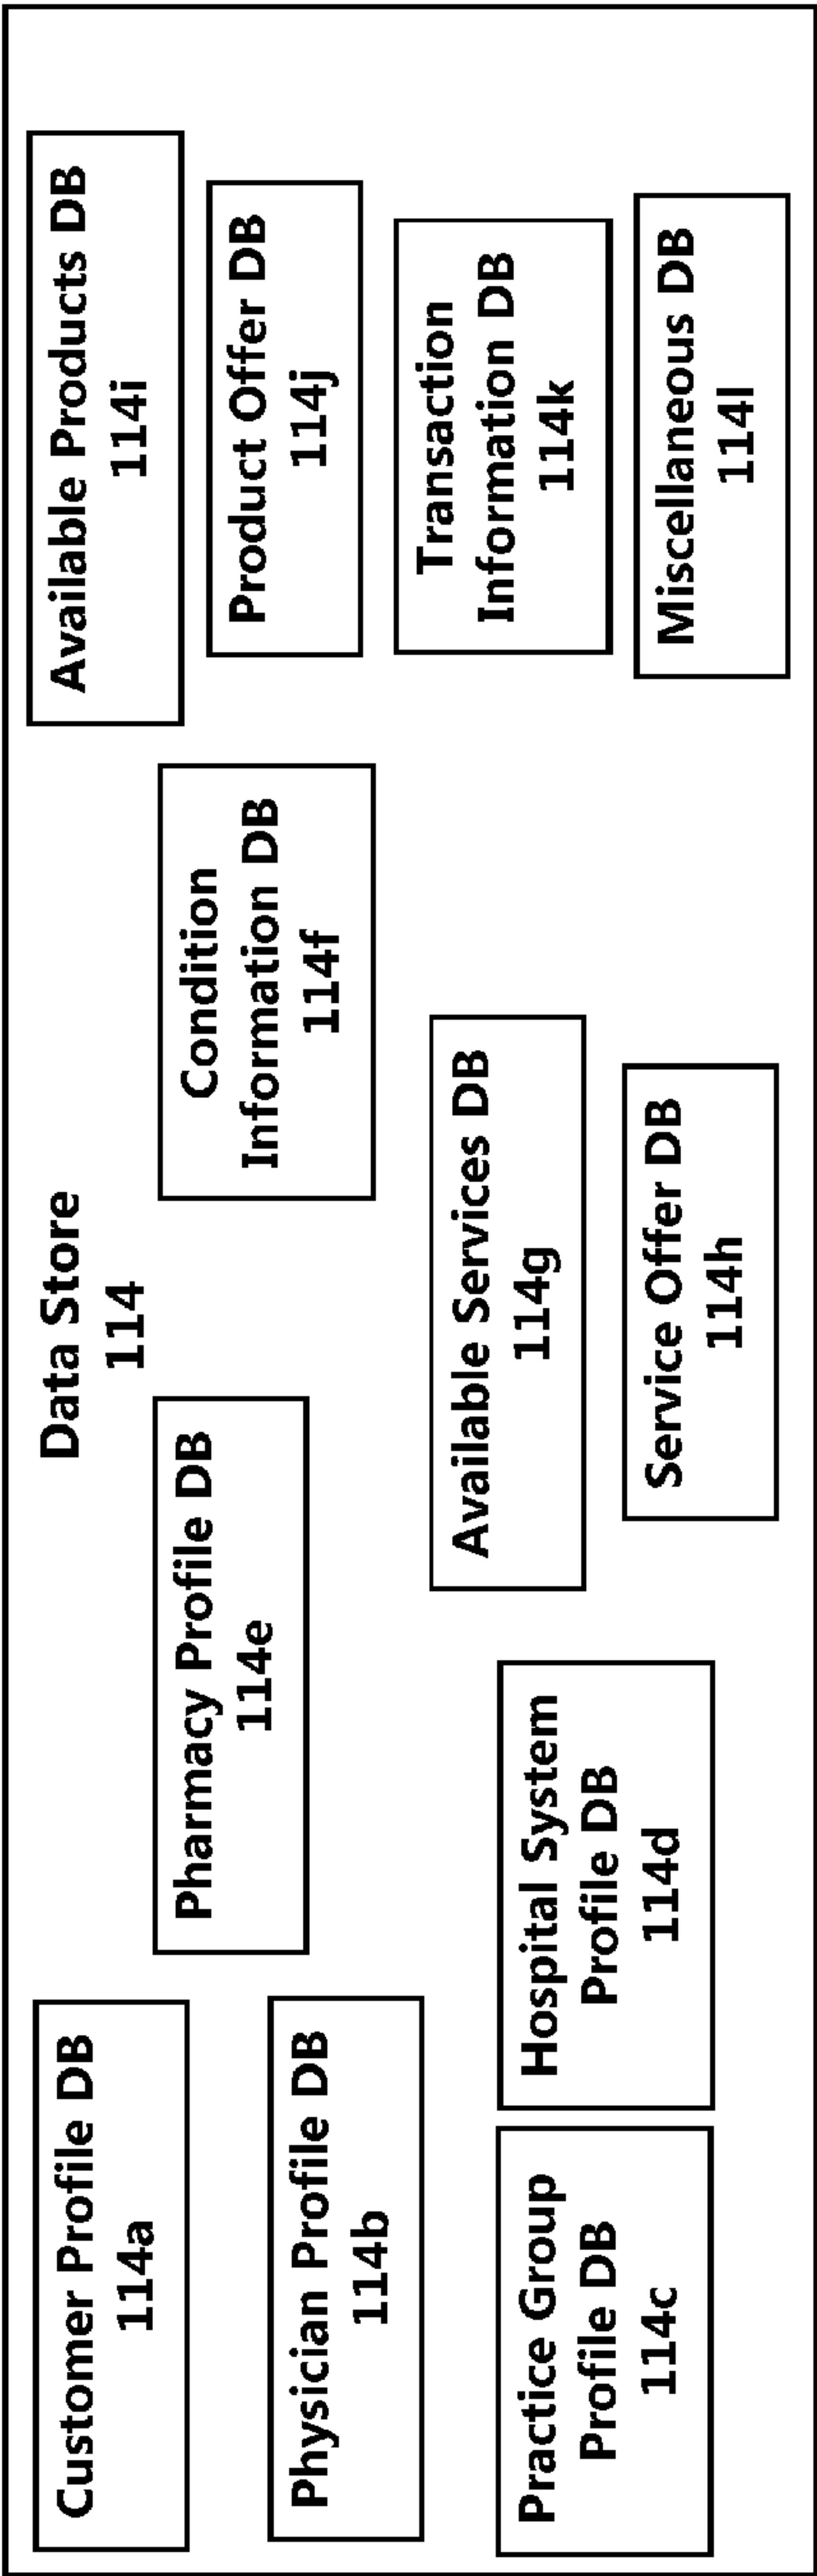 Data Store
114
Customer Profile DB
114a
Physician Profile DB
114b
Practice Group
Profile DB
114c
Hospital System
Profile DB
114d
Pharmacy Profile DB
114e
Condition
Information DB
114f
Available Services DB
114g
Service Offer DB
114h
Available Products DB
114i
Product Offer DB
114j
Transaction
Information DB
114k
Miscellaneous DB
114l